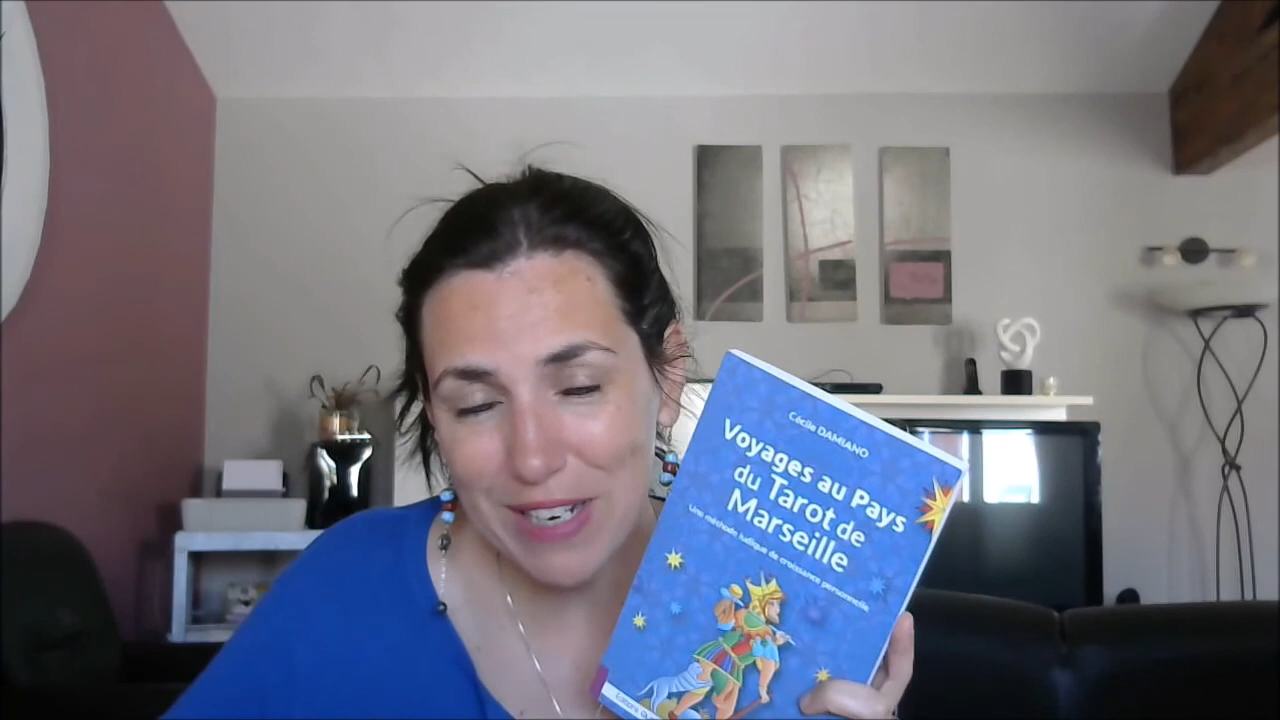 Cécile DAMIANO
Voyages au Pays
du Tarot de
Marseille
Une méthode ludique de croissance personnelle